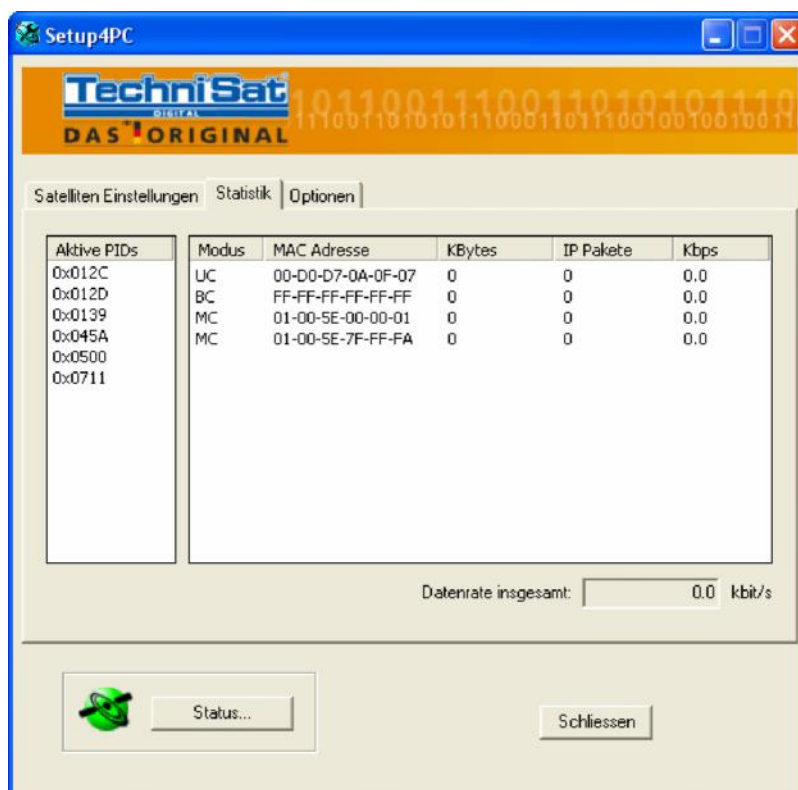 Setup4PC
TechniSat
DIGITAL
DAS ORIGINAL
Satelliten Einstellungen Statistik Optionen
Aktive PIDs Modus MAC Adresse KBytes IP Pakete Kbps
0x012C UC 00-D0-D7-0A-0F-07 0 0 0.0
0x012D BC FF-FF-FF-FF-FF-FF 0 0 0.0
0x0139 MC 01-00-5E-00-00-01 0 0 0.0
0x045A MC 01-00-5E-7F-FF-FA 0 0 0.0
0x0500
0x0711
Datenrate insgesamt: 0.0 kbit/s
Status...
Schliessen